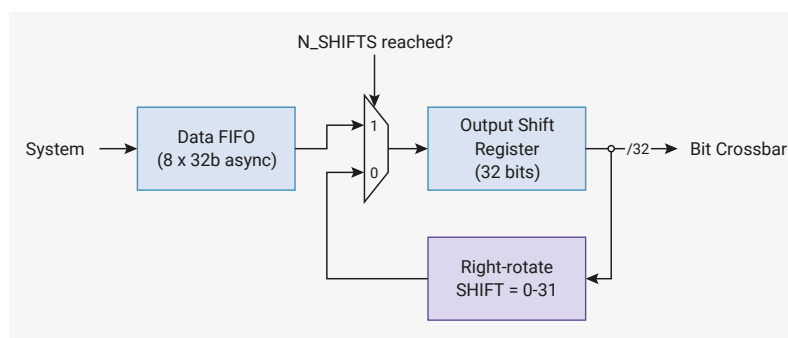 N_SHIFTS reached?
System
Data FIFO
(8 x 32b async)
1
0
Output Shift
Register
(32 bits)
/32
Bit Crossbar
Right-rotate
SHIFT = 0-31